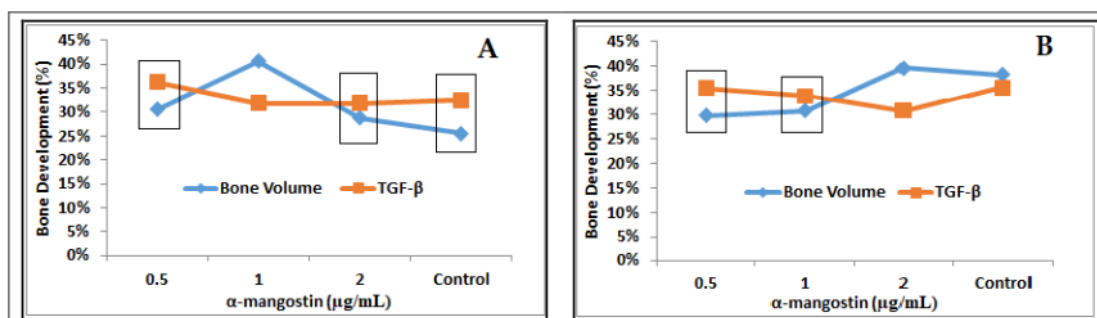 A
Bone Development (%)
45%
40%
35%
30%
25%
20%
15%
10%
5%
0%
Bone Volume
TGF-β
0.5 1 2 Control
α-mangostin (µg/mL)
B
Bone Development (%)
45%
40%
35%
30%
25%
20%
15%
10%
5%
0%
Bone Volume
TGF-β
0.5 1 2 Control
α-mangostin (µg/mL)